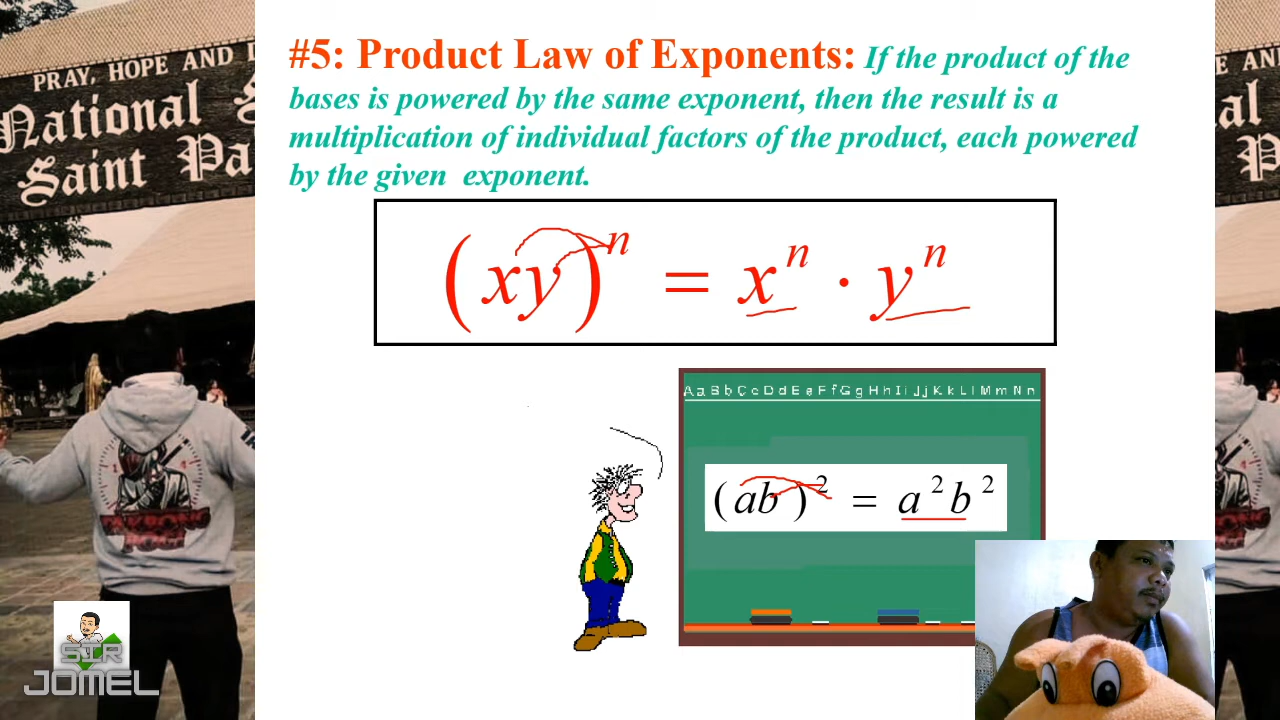 #5: Product Law of Exponents: If the product of the
bases is powered by the same exponent, then the result is a
multiplication of individual factors of the product, each powered
by the given exponent.
(xy)ⁿ = xⁿ · yⁿ
AaBbCcDdEeFfGgHhIiJjKkLlMmNn
(ab)² = a²b²
PRAY, HOPE AND
National
Saint Pa
SIR
JOMEL